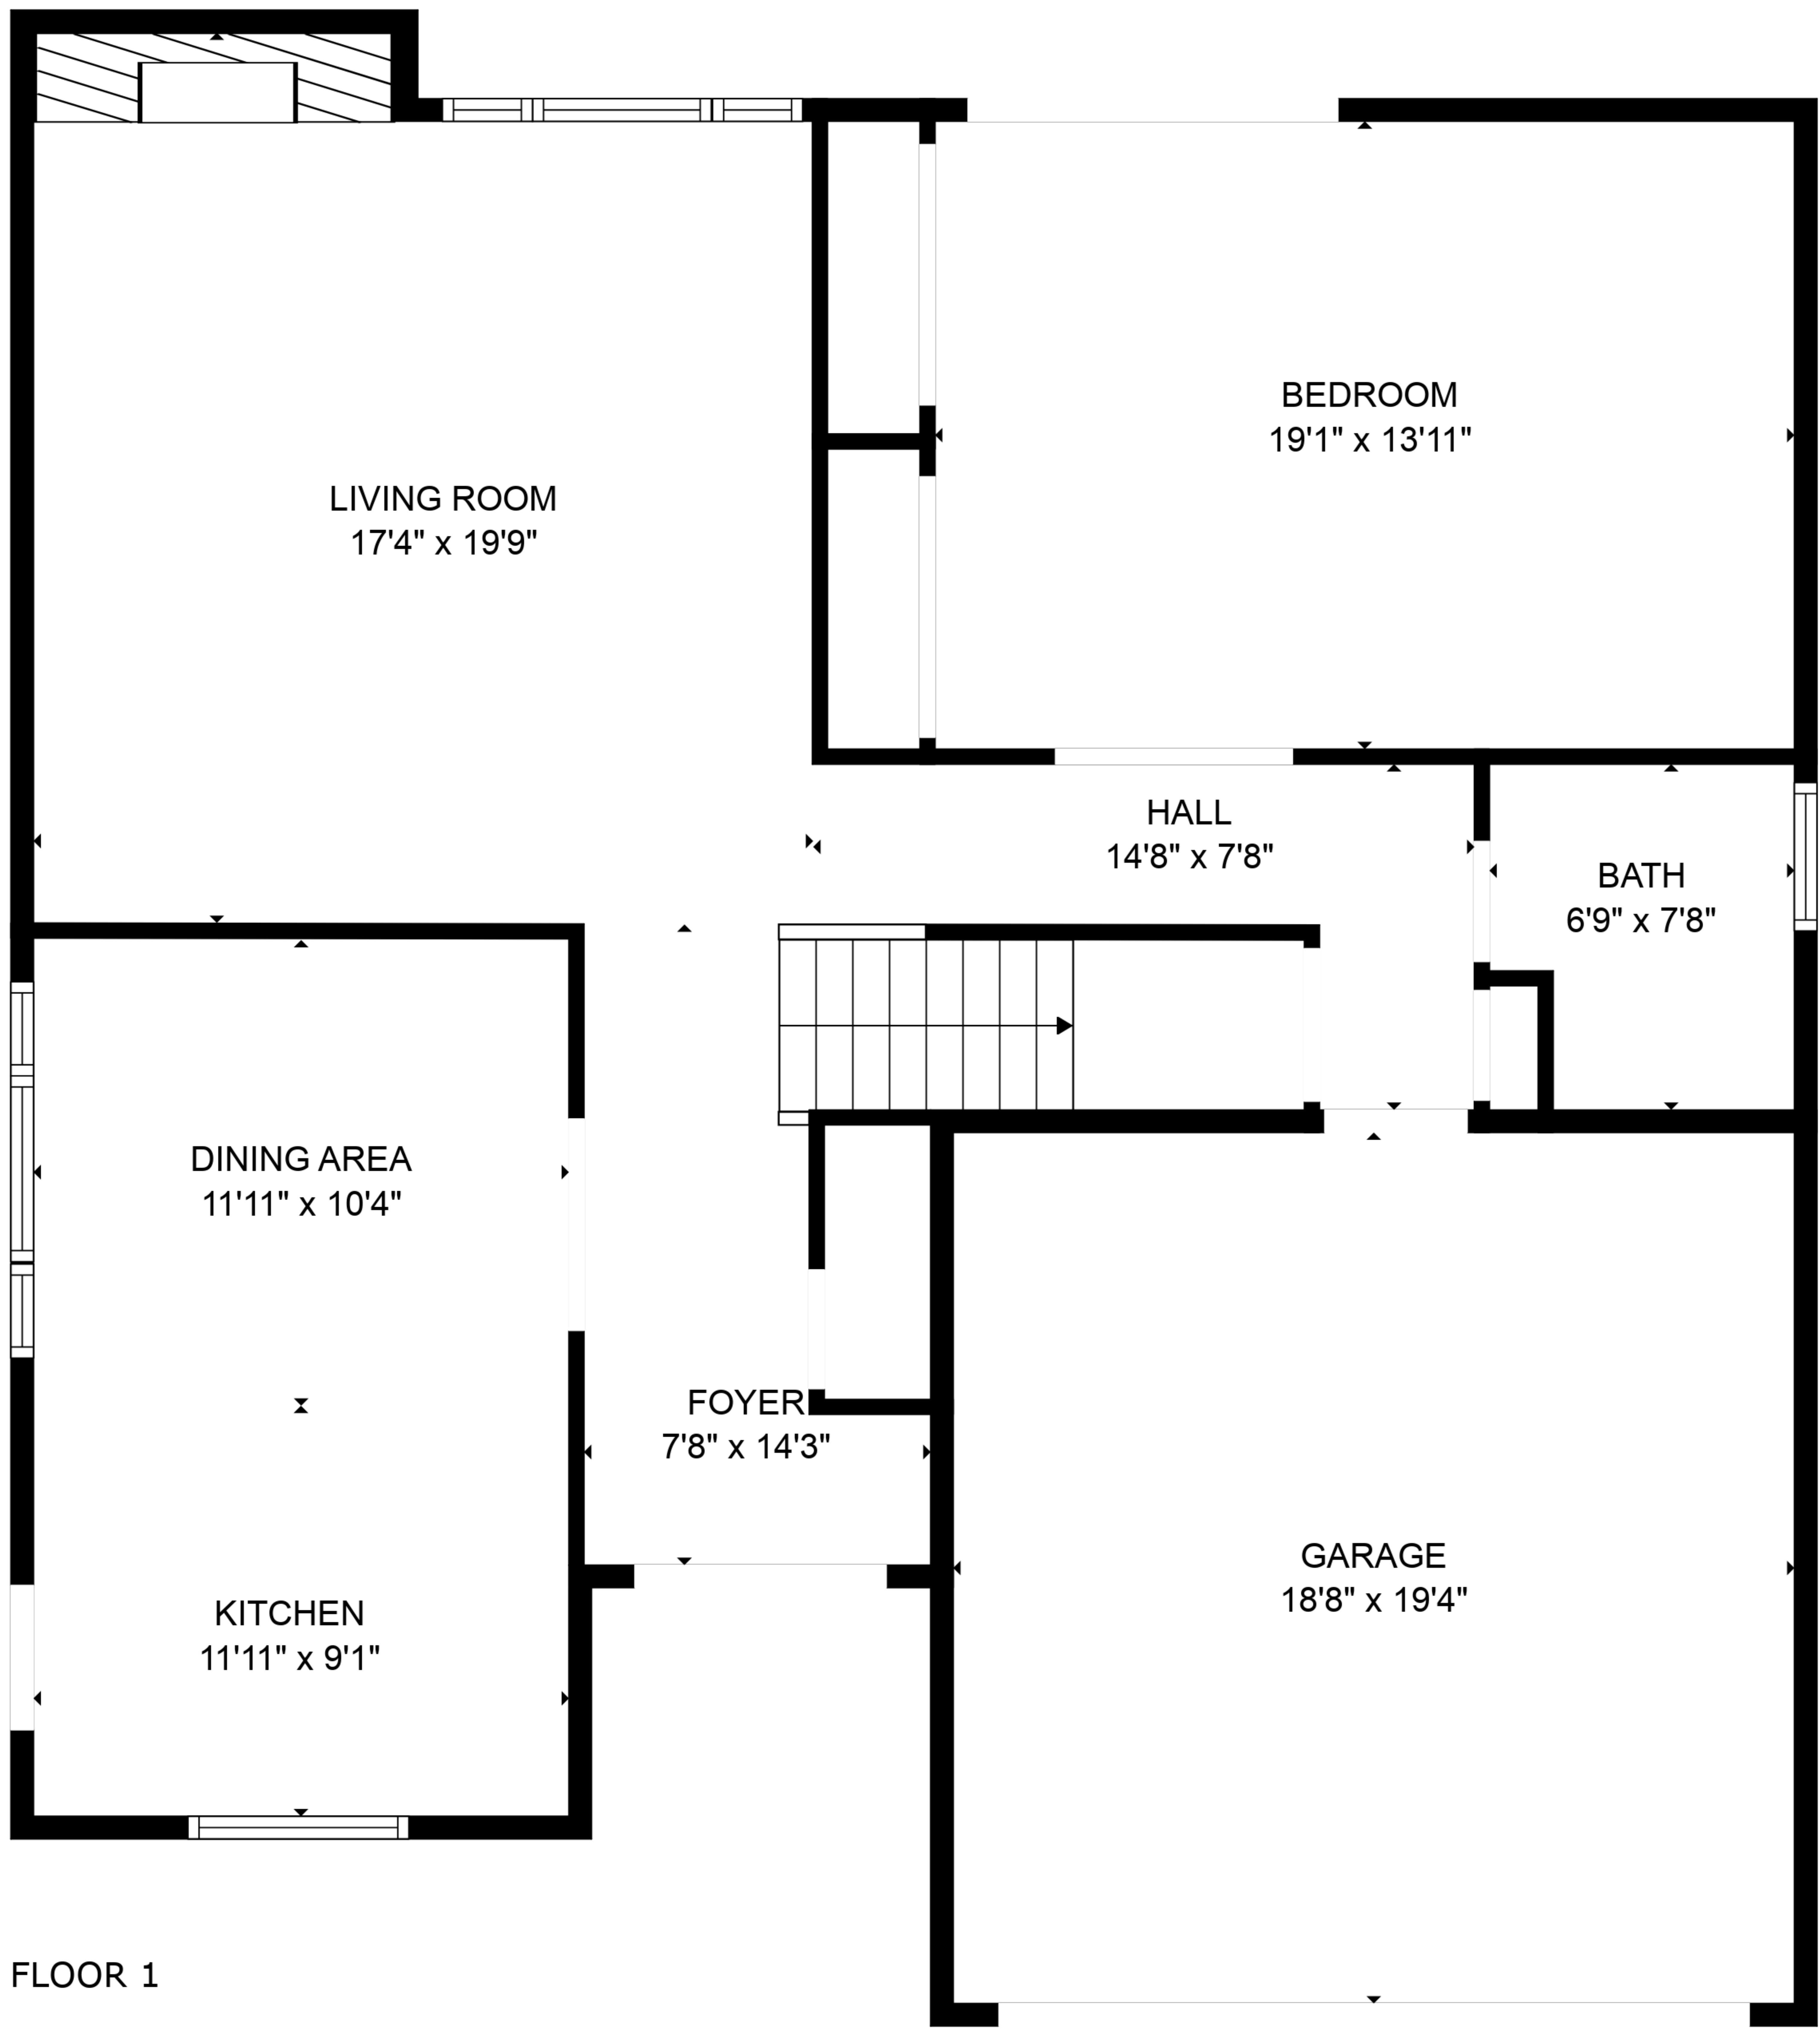 BEDROOM
19'1" x 13'11"
LIVING ROOM
17'4" x 19'9"
HALL
14'8" x 7'8"
BATH
6'9" x 7'8"
DINING AREA
11'11" x 10'4"
FOYER
7'8" x 14'3"
GARAGE
18'8" x 19'4"
KITCHEN
11'11" x 9'1"
FLOOR 1